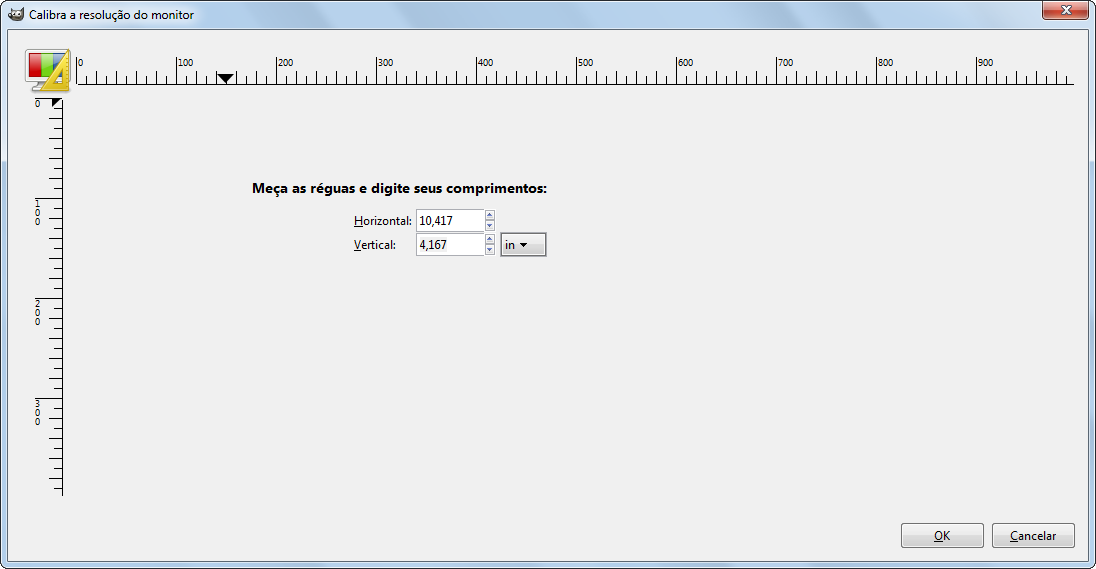 Calibra a resolução do monitor
0 100 200 300 400 500 600 700 800 900
0
100
200
300
Meça as réguas e digite seus comprimentos:
Horizontal: 10,417
Vertical: 4,167 in
OK Cancelar